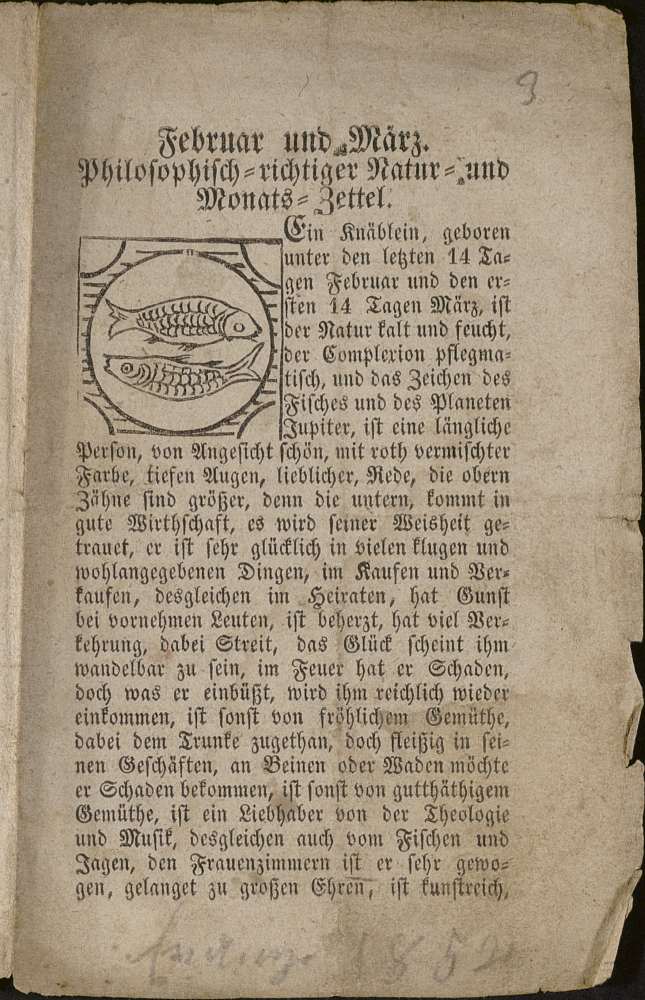 3
Februar und März.
Philosophisch-richtiger Natur- und
Monats-Zettel.
Ein Knäblein, geboren
unter den letzten 14 Ta-
gen Februar und den er-
sten 14 Tagen März, ist
der Natur kalt und feucht,
der Complexion pflegma-
tisch, und das Zeichen des
Fisches und des Planeten
Jupiter, ist eine längliche
Person, von Angesicht schön, mit roth vermischter
Farbe, tiefen Augen, lieblicher, Rede, die obern
Zähne sind größer, denn die untern, kommt in
gute Wirthschaft, es wird seiner Weisheit ge-
trauet, er ist sehr glücklich in vielen klugen und
wohlangegebenen Dingen, im Kaufen und Ver-
kaufen, desgleichen im Heiraten, hat Gunst
bei vornehmen Leuten, ist beherzt, hat viel Ver-
kehrung, dabei Streit, das Glück scheint ihm
wandelbar zu sein, im Feuer hat er Schaden,
doch was er einbüßt, wird ihm reichlich wieder
einkommen, ist sonst von fröhlichem Gemüthe,
dabei dem Trunke zugethan, doch fleißig in sei-
nen Geschäften, an Beinen oder Waden möchte
er Schaden bekommen, ist sonst von gutthäthigem
Gemüthe, ist ein Liebhaber von der Theologie
und Musik, desgleichen auch vom Fischen und
Jagen, den Frauenzimmern ist er sehr gewo-
gen, gelanget zu großen Ehren, ist kunstreich,
1852